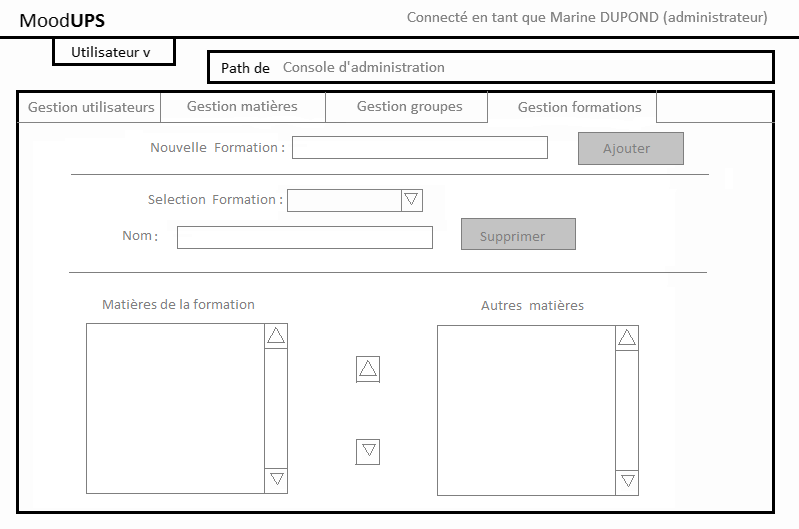 MoodUPS
Connecté en tant que Marine DUPOND (administrateur)
Utilisateur v
Path de Console d'administration
Gestion utilisateurs Gestion matières Gestion groupes Gestion formations
Nouvelle Formation : Ajouter
Selection Formation :
Nom : Supprimer
Matières de la formation Autres matières